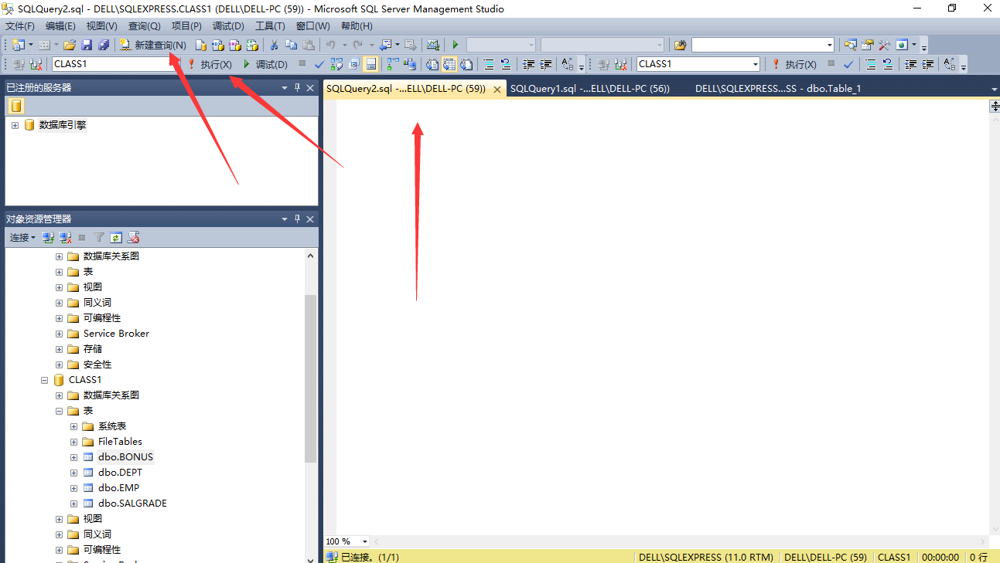 SQLQuery2.sql - DELL\SQLEXPRESS.CLASS1 (DELL\DELL-PC (59)) - Microsoft SQL Server Management Studio
文件(F) 编辑(E) 视图(V) 查询(Q) 项目(P) 调试(D) 工具(T) 窗口(W) 帮助(H)
新建查询(N)
CLASS1 执行(X) 调试(D) CLASS1 执行(X)
已注册的服务器
数据库引擎
SQLQuery2.sql -...ELL\DELL-PC (59)) SQLQuery1.sql -...ELL\DELL-PC (56)) DELL\SQLEXPRESS...SS - dbo.Table_1
对象资源管理器
连接
数据库关系图
表
视图
同义词
可编程性
Service Broker
存储
安全性
CLASS1
数据库关系图
表
系统表
FileTables
dbo.BONUS
dbo.DEPT
dbo.EMP
dbo.SALGRADE
视图
同义词
可编程性
100 %
已连接。(1/1) DELL\SQLEXPRESS (11.0 RTM) DELL\DELL-PC (59) CLASS1 00:00:00 0 行